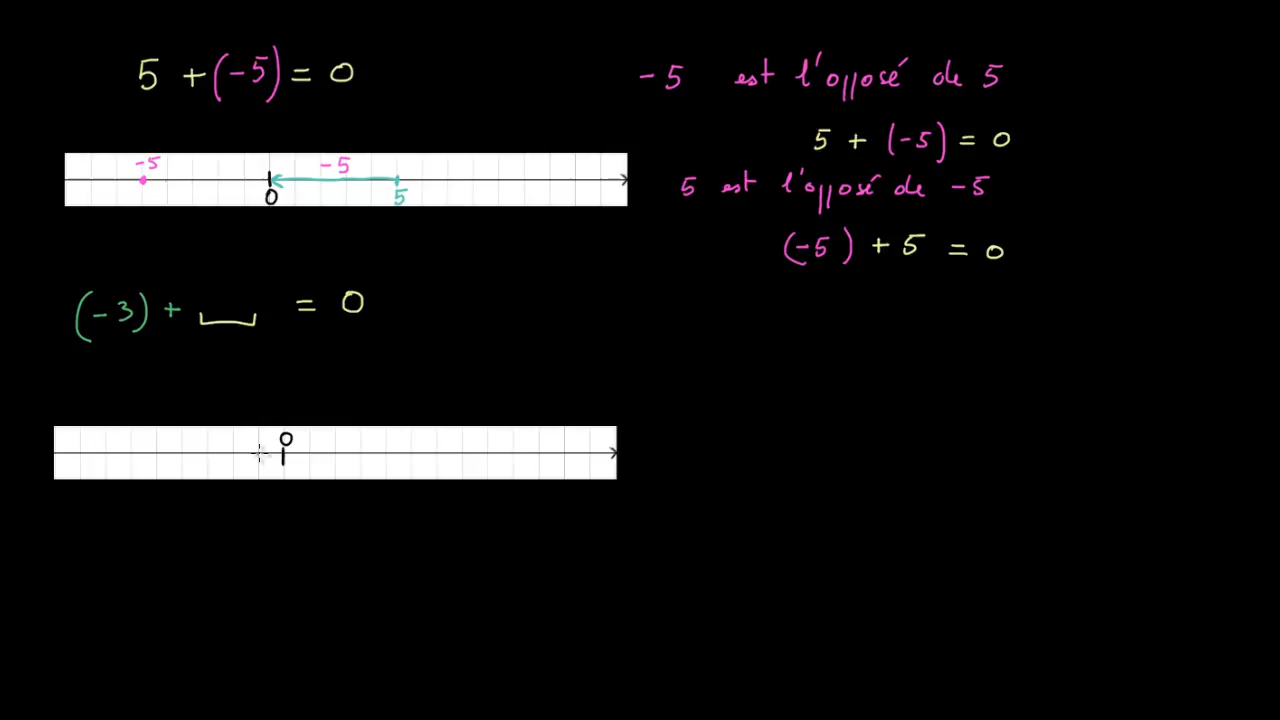 5 + (-5) = 0
-5 -5
0 5
(-3) + = 0
0
-5 est l'opposé de 5
5 + (-5) = 0
5 est l'opposé de -5
(-5) + 5 = 0